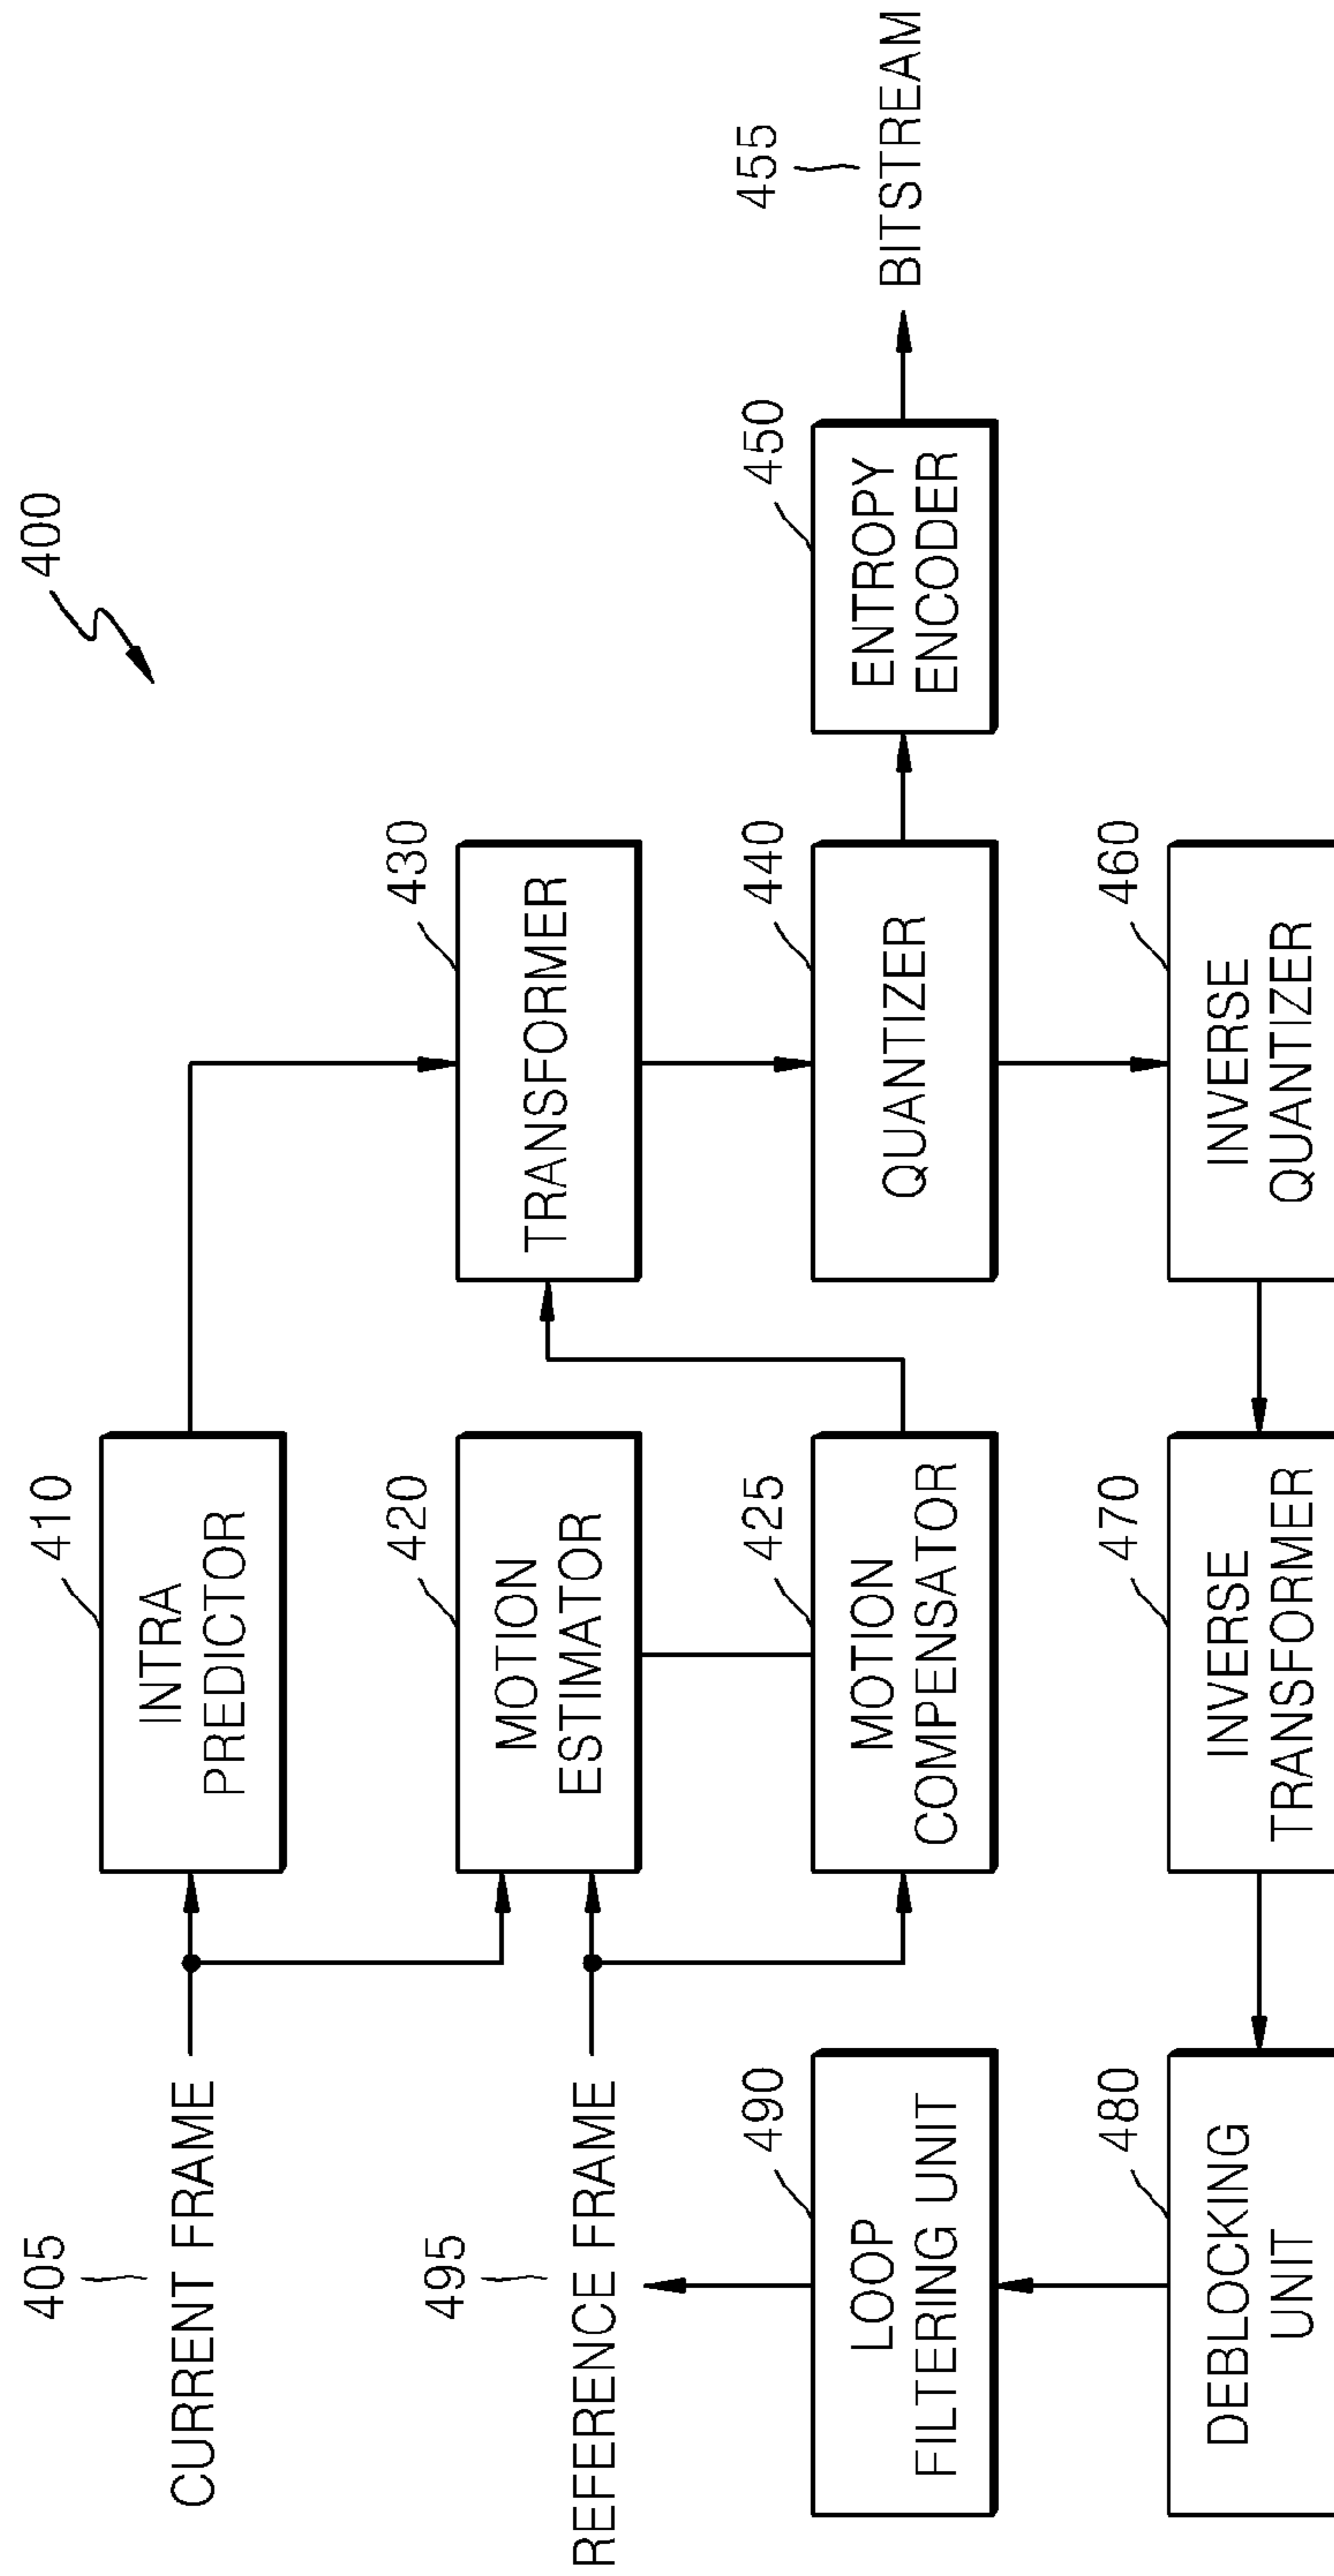 400
405
CURRENT FRAME
410
INTRA
PREDICTOR
495
REFERENCE FRAME
420
MOTION
ESTIMATOR
430
TRANSFORMER
490
LOOP
FILTERING UNIT
425
MOTION
COMPENSATOR
440
QUANTIZER
450
ENTROPY
ENCODER
455
BITSTREAM
480
DEBLOCKING
UNIT
470
INVERSE
TRANSFORMER
460
INVERSE
QUANTIZER